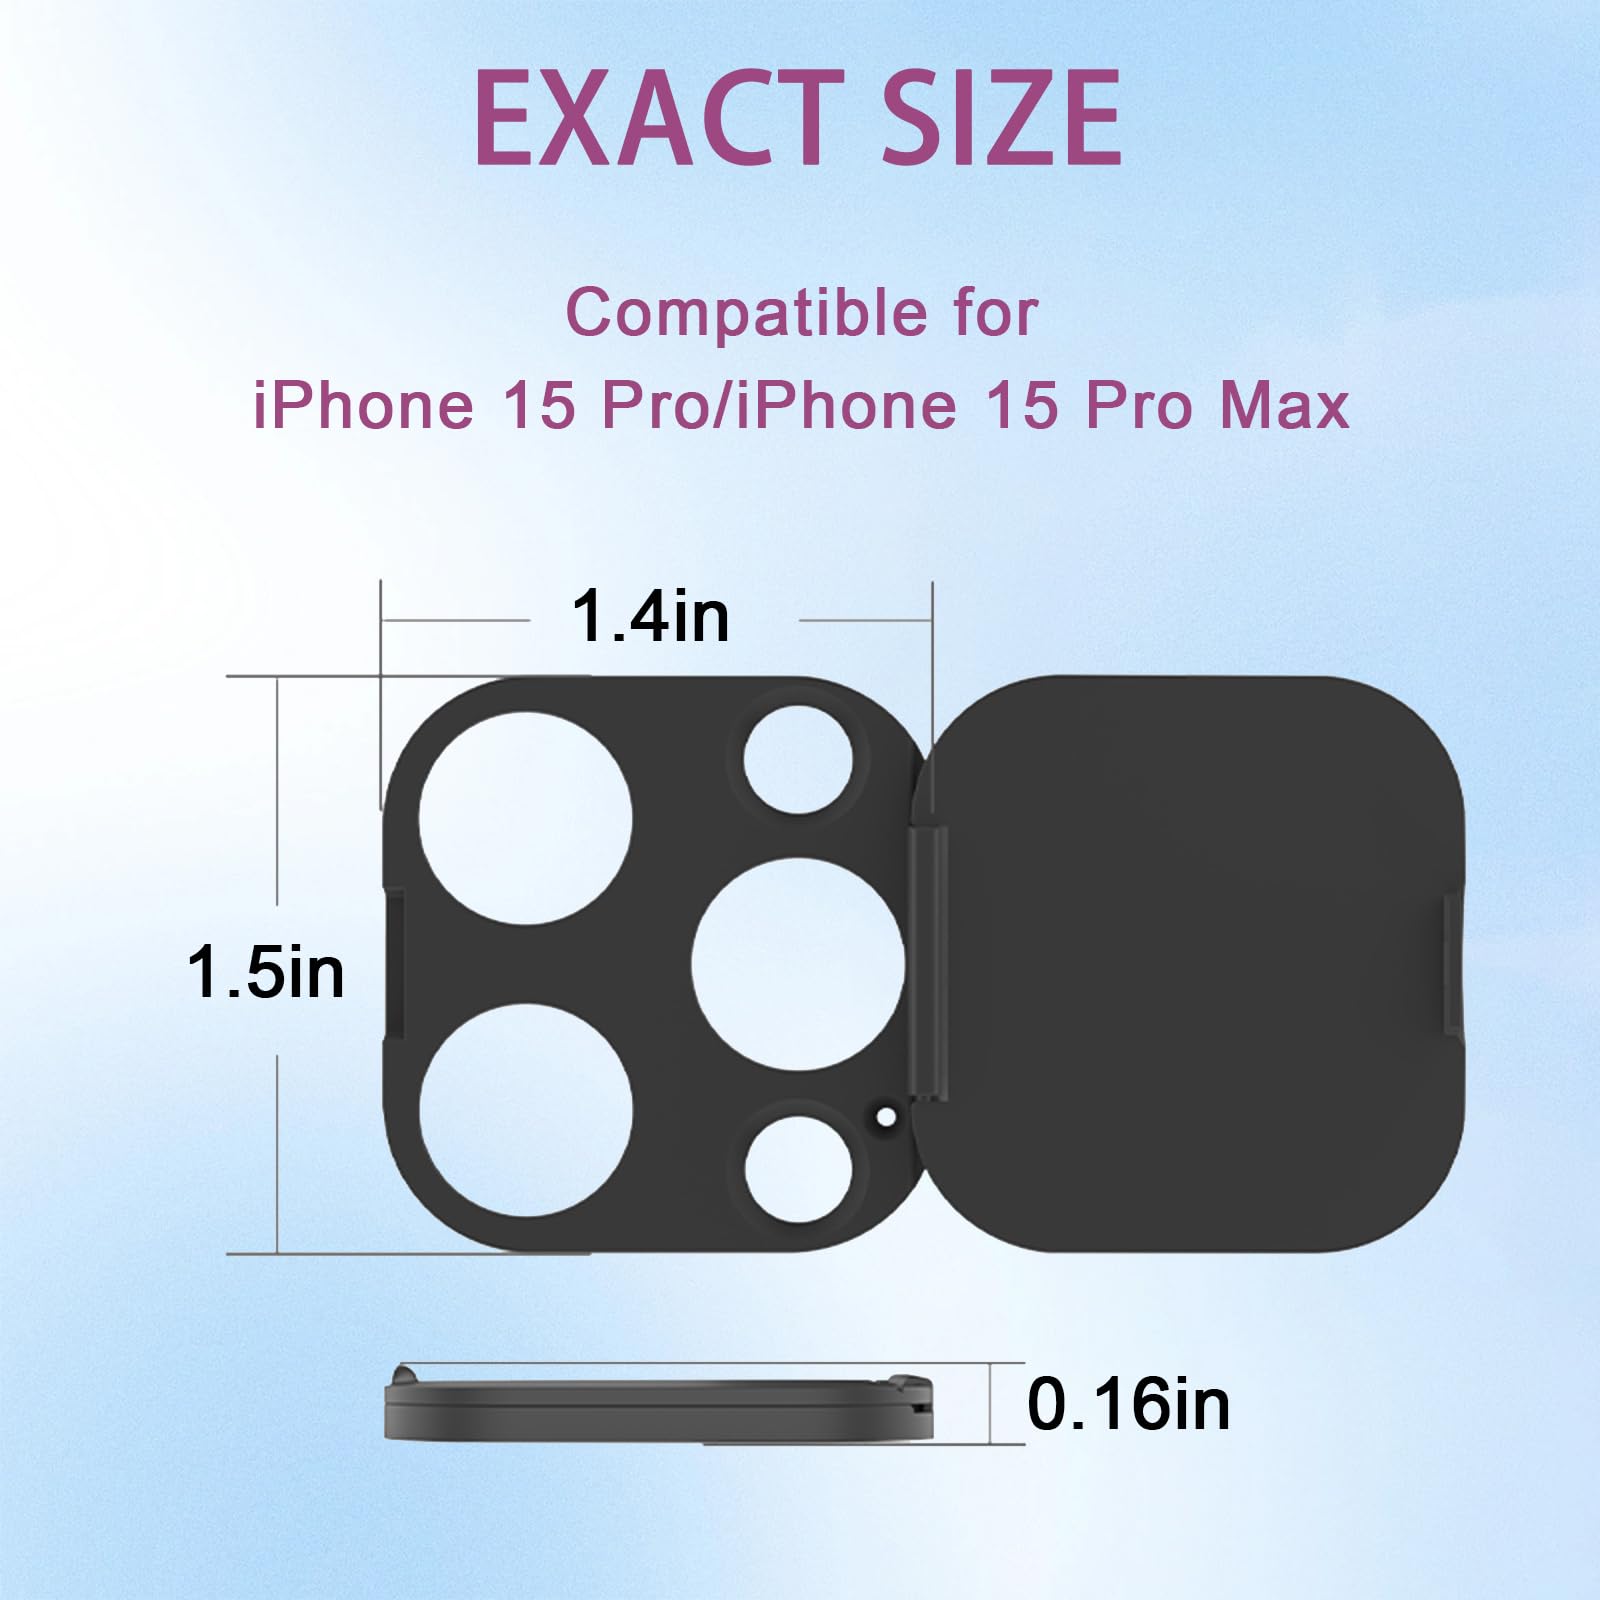 EXACT SIZE
Compatible for
iPhone 15 Pro/iPhone 15 Pro Max
1.4in
1.5in
0.16in